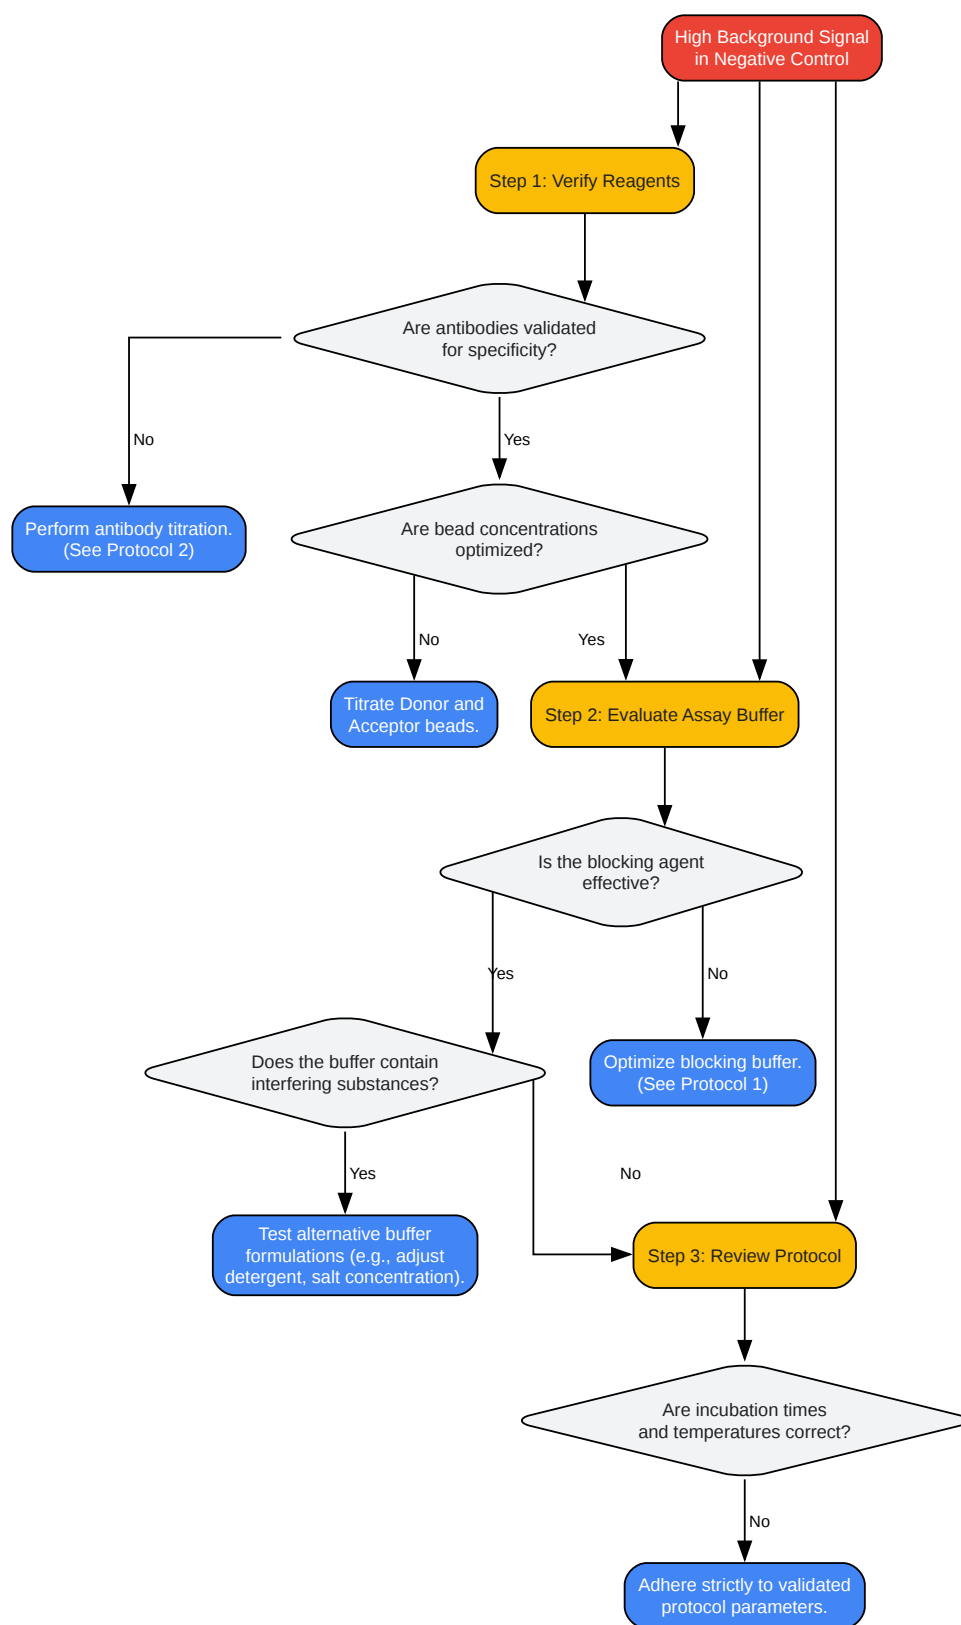 High Background Signal
in Negative Control
Step 1: Verify Reagents
Are antibodies validated
for specificity?
No
Yes
Perform antibody titration.
(See Protocol 2)
Are bead concentrations
optimized?
No
Yes
Titrate Donor and
Acceptor beads.
Step 2: Evaluate Assay Buffer
Is the blocking agent
effective?
Yes
No
Does the buffer contain
interfering substances?
Optimize blocking buffer.
(See Protocol 1)
Yes
No
Test alternative buffer
formulations (e.g., adjust
detergent, salt concentration).
Step 3: Review Protocol
Are incubation times
and temperatures correct?
No
Adhere strictly to validated
protocol parameters.